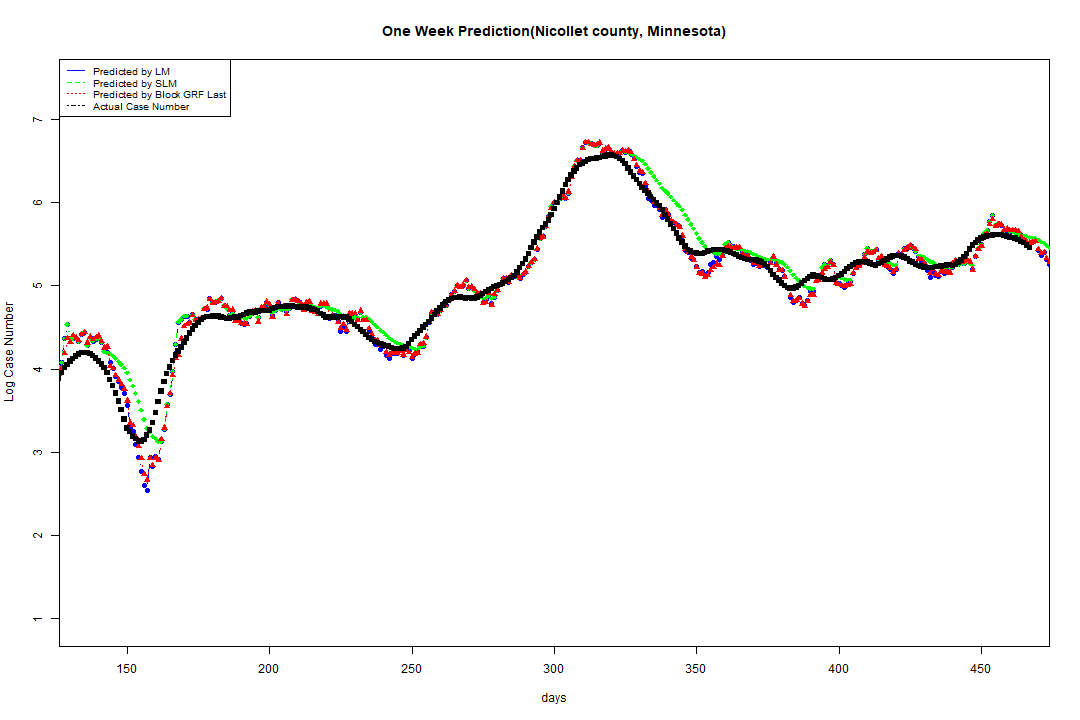 One Week Prediction(Nicollet county, Minnesota)
Predicted by LM
Predicted by SLM
Predicted by Block GRF Last
Actual Case Number
Log Case Number
7
6
5
4
3
2
1
150 200 250 300 350 400 450
days